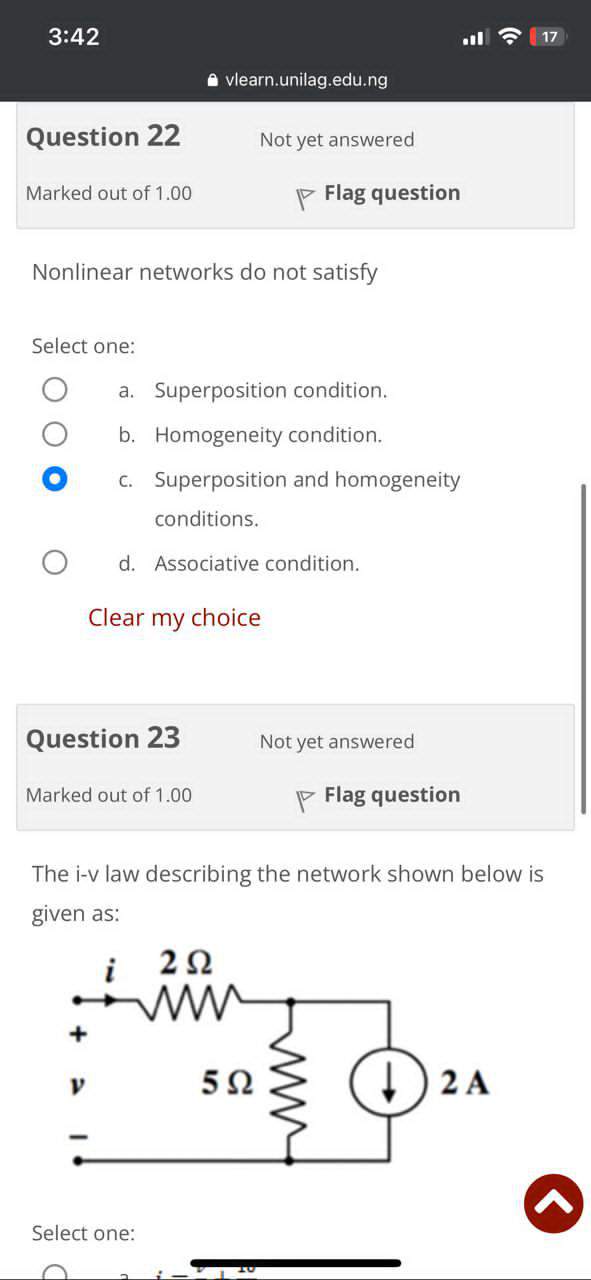 3:42
17
vlearn.unilag.edu.ng
Question 22
Not yet answered
Marked out of 1.00
Flag question
Nonlinear networks do not satisfy
Select one:
a. Superposition condition.
b. Homogeneity condition.
c. Superposition and homogeneity
conditions.
d. Associative condition.
Clear my choice
Question 23
Not yet answered
Marked out of 1.00
Flag question
The i-v law describing the network shown below is
given as:
i 2 Ω
+
v 5 Ω 2 A
−
Select one: